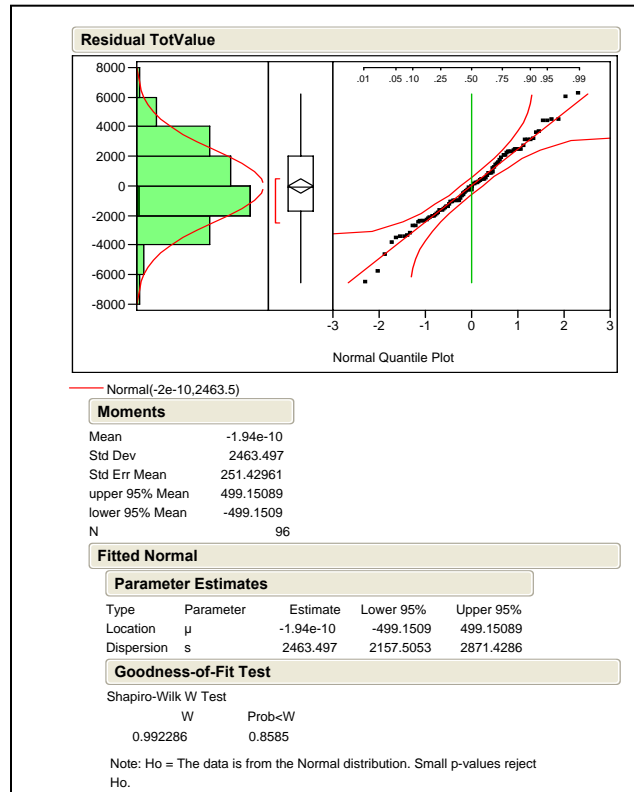 Residual TotValue
8000
6000
4000
2000
0
-2000
-4000
-6000
-8000
.01 .05 .10 .25 .50 .75 .90 .95 .99
-3 -2 -1 0 1 2 3
Normal Quantile Plot
Normal(-2e-10,2463.5)
Moments
Mean -1.94e-10
Std Dev 2463.497
Std Err Mean 251.42961
upper 95% Mean 499.15089
lower 95% Mean -499.1509
N 96
Fitted Normal
Parameter Estimates
Type Parameter Estimate Lower 95% Upper 95%
Location µ -1.94e-10 -499.1509 499.15089
Dispersion s 2463.497 2157.5053 2871.4286
Goodness-of-Fit Test
Shapiro-Wilk W Test
W Prob<W
0.992286 0.8585
Note: Ho = The data is from the Normal distribution. Small p-values reject
Ho.